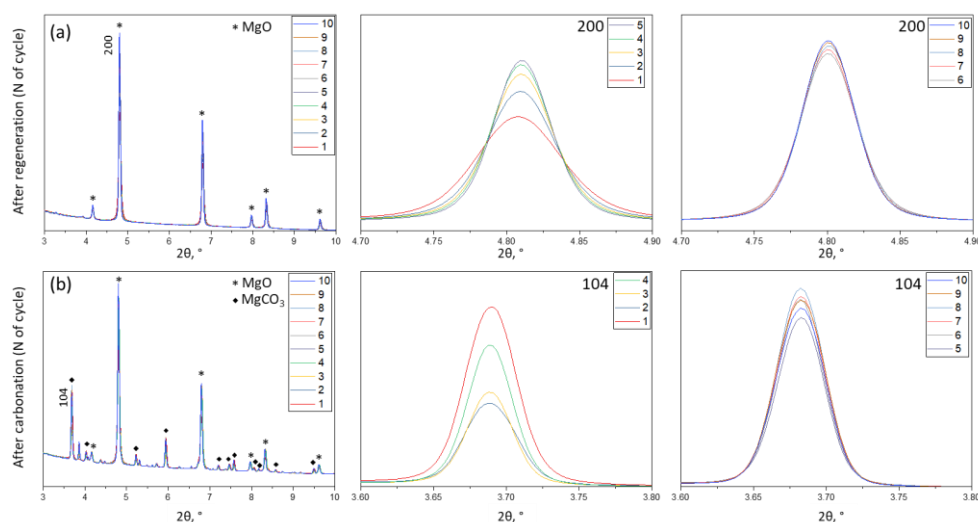 (a)
* MgO
200
10
9
8
7
6
5
4
3
2
1
After regeneration (N of cycle)
3 4 5 6 7 8 9 10
2θ, °
200
5
4
3
2
1
4.70 4.75 4.80 4.85 4.90
2θ, °
200
10
9
8
7
6
4.70 4.75 4.80 4.85 4.90
2θ, °
(b)
* MgO
◆ MgCO₃
104
10
9
8
7
6
5
4
3
2
1
After carbonation (N of cycle)
3 4 5 6 7 8 9 10
2θ, °
104
4
3
2
1
3.60 3.65 3.70 3.75 3.80
2θ, °
104
10
9
8
7
6
5
3.60 3.65 3.70 3.75 3.80
2θ, °